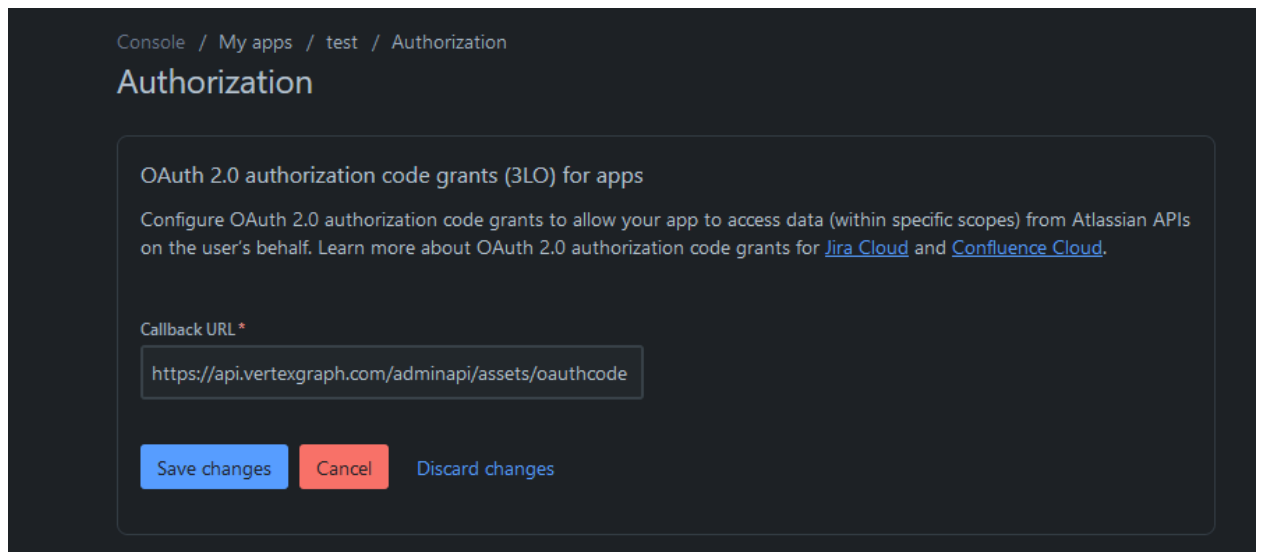 Console / My apps / test / Authorization
Authorization
OAuth 2.0 authorization code grants (3LO) for apps
Configure OAuth 2.0 authorization code grants to allow your app to access data (within specific scopes) from Atlassian APIs
on the user's behalf. Learn more about OAuth 2.0 authorization code grants for Jira Cloud and Confluence Cloud.
Callback URL*
https://api.vertexgraph.com/adminapi/assets/oauthcode
Save changes Cancel Discard changes